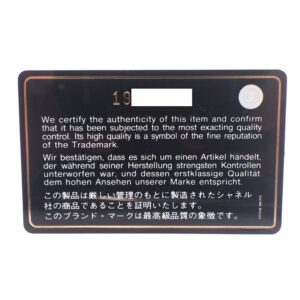 19
We certify the authenticity of this item and confirm
that it has been subjected to the most exacting quality
control. Its high quality is a symbol of the fine reputation
of the Trademark.
Wir bestätigen, dass es sich um einen Artikel handelt,
der während seiner Herstellung strengsten Kontrollen
unterworfen war, und dessen erstklassige Qualität
dem hohen Ansehen unserer Marke entspricht.
この製品は厳しい管理のもとに製造されたシャネル
社の商品であることを証明いたします。
このブランド・マークは最高級品質の象徴です。